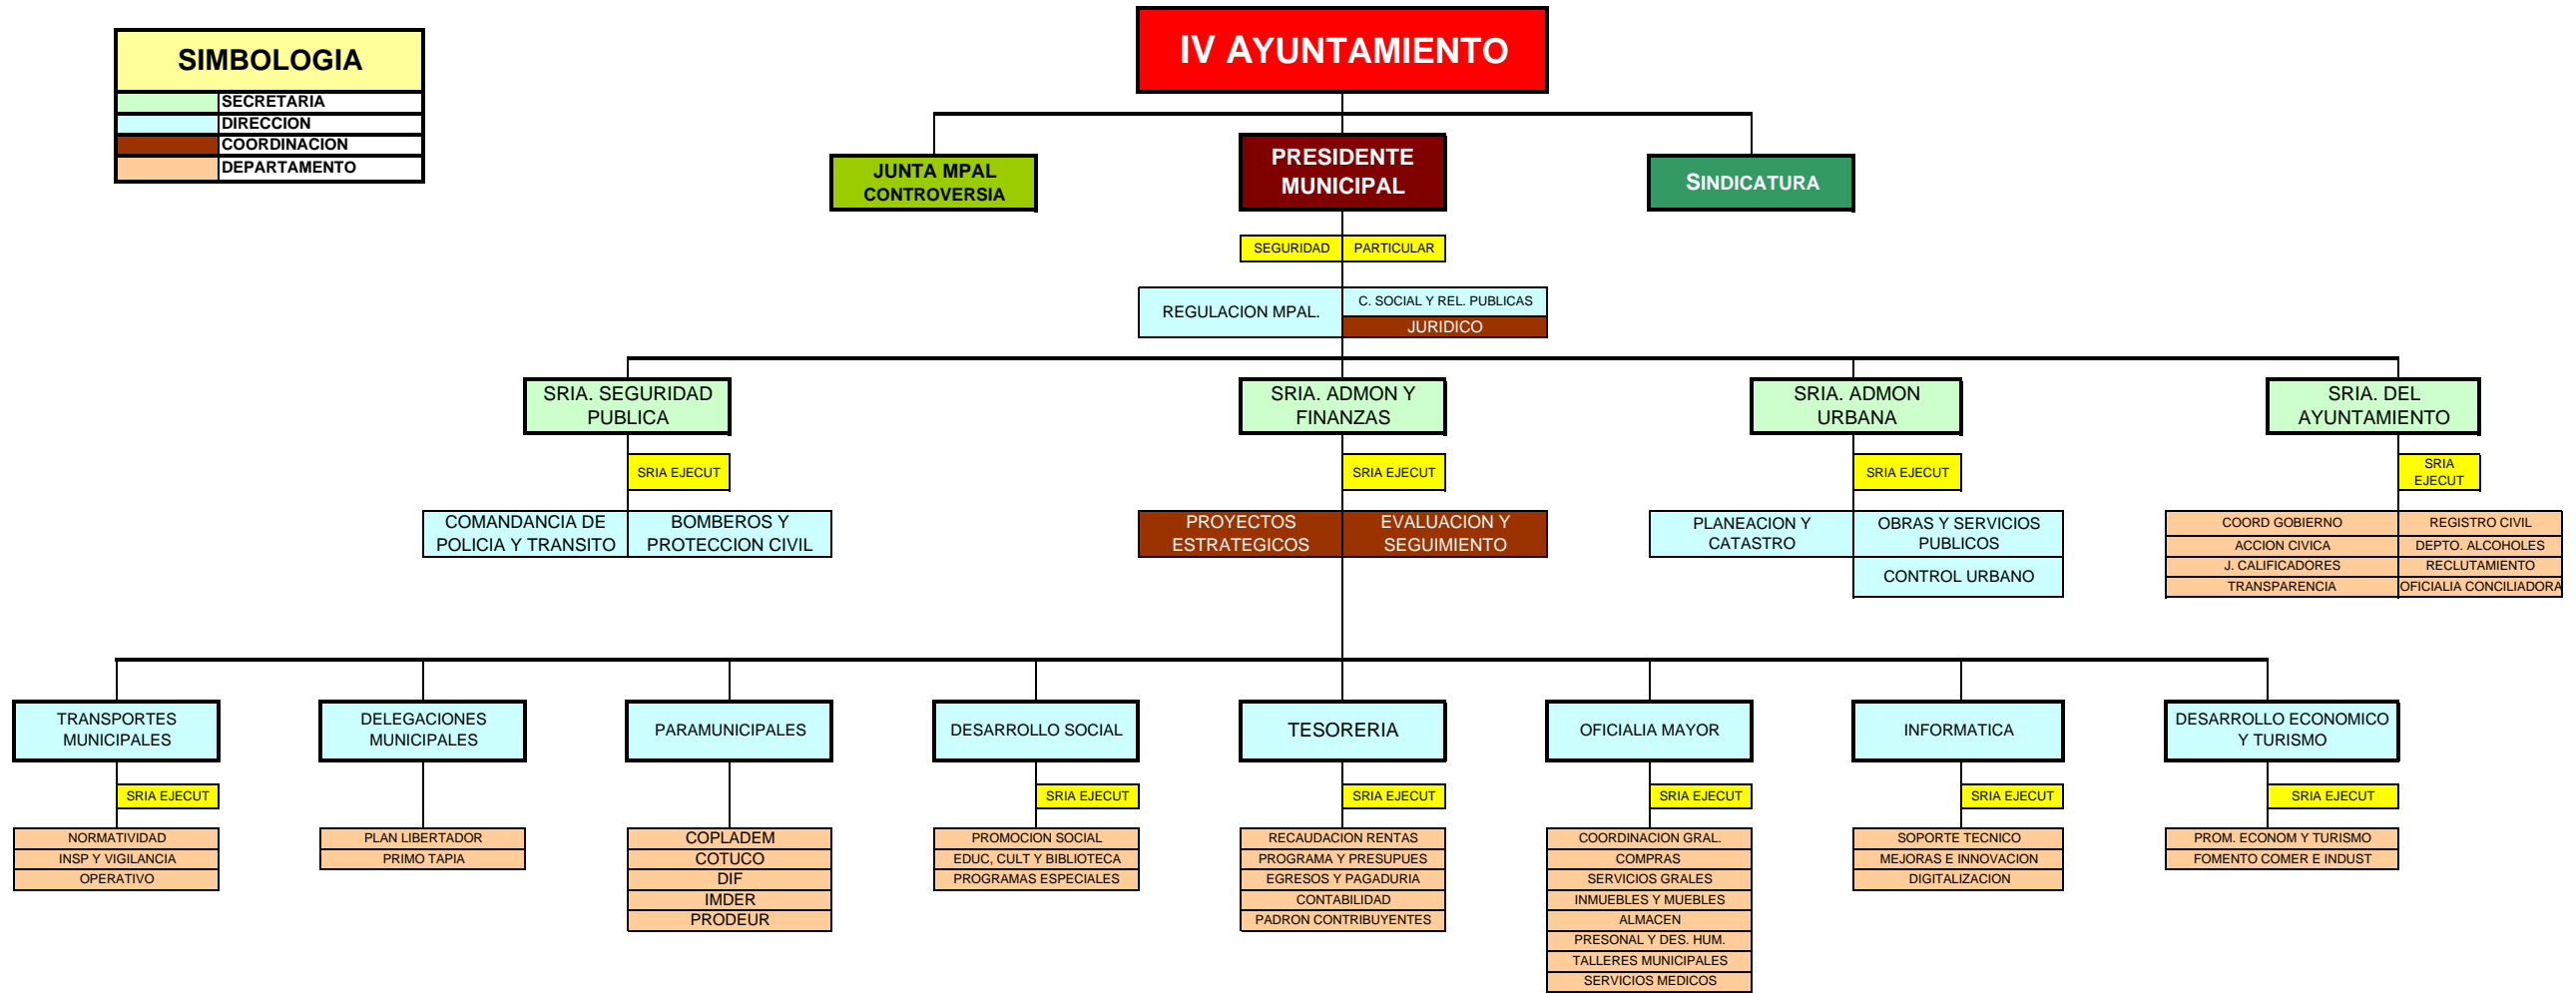 IV AYUNTAMIENTO
SIMBOLOGIA
SECRETARIA
DIRECCION
COORDINACION
DEPARTAMENTO
JUNTA MPAL
CONTROVERSIA
PRESIDENTE
MUNICIPAL
SINDICATURA
SEGURIDAD
PARTICULAR
REGULACION MPAL.
C. SOCIAL Y REL. PUBLICAS
JURIDICO
SRIA. SEGURIDAD
PUBLICA
SRIA. ADMON Y
FINANZAS
SRIA. ADMON
URBANA
SRIA. DEL
AYUNTAMIENTO
SRIA EJECUT
SRIA EJECUT
SRIA EJECUT
SRIA
EJECUT
COMANDANCIA DE
POLICIA Y TRANSITO
BOMBEROS Y
PROTECCION CIVIL
PROYECTOS
ESTRATEGICOS
EVALUACION Y
SEGUIMIENTO
PLANEACION Y
CATASTRO
OBRAS Y SERVICIOS
PUBLICOS
CONTROL URBANO
COORD GOBIERNO
REGISTRO CIVIL
ACCION CIVICA
DEPTO. ALCOHOLES
J. CALIFICADORES
RECLUTAMIENTO
TRANSPARENCIA
OFICIALIA CONCILIADORA
TRANSPORTES
MUNICIPALES
SRIA EJECUT
NORMATIVIDAD
INSP Y VIGILANCIA
OPERATIVO
DELEGACIONES
MUNICIPALES
PLAN LIBERTADOR
PRIMO TAPIA
PARAMUNICIPALES
COPLADEM
COTUCO
DIF
IMDER
PRODEUR
DESARROLLO SOCIAL
SRIA EJECUT
PROMOCION SOCIAL
EDUC, CULT Y BIBLIOTECA
PROGRAMAS ESPECIALES
TESORERIA
SRIA EJECUT
RECAUDACION RENTAS
PROGRAMA Y PRESUPUES
EGRESOS Y PAGADURIA
CONTABILIDAD
PADRON CONTRIBUYENTES
OFICIALIA MAYOR
SRIA EJECUT
COORDINACION GRAL.
COMPRAS
SERVICIOS GRALES
INMUEBLES Y MUEBLES
ALMACEN
PRESONAL Y DES. HUM.
TALLERES MUNICIPALES
SERVICIOS MEDICOS
INFORMATICA
SRIA EJECUT
SOPORTE TECNICO
MEJORAS E INNOVACION
DIGITALIZACION
DESARROLLO ECONOMICO
Y TURISMO
SRIA EJECUT
PROM. ECONOM Y TURISMO
FOMENTO COMER E INDUST